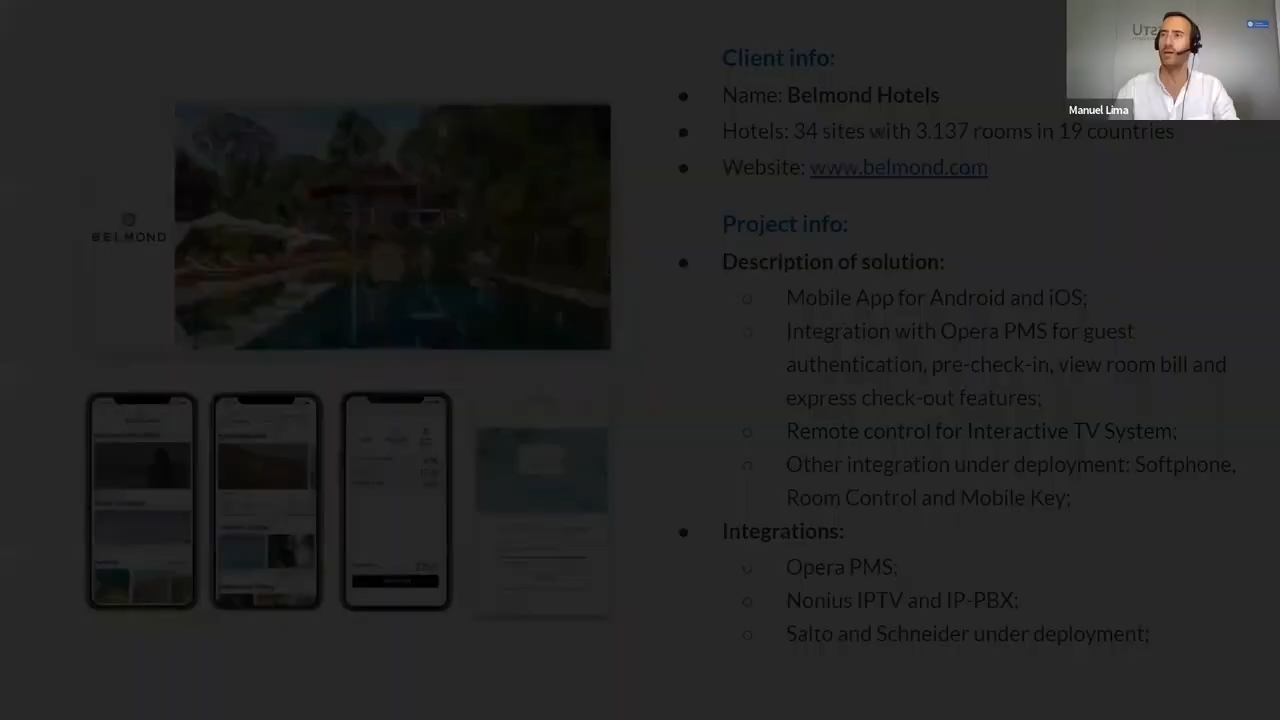 Client info:
Name: Belmond Hotels
Hotels: 34 sites with 3.137 rooms in 19 countries
Website: www.belmond.com
Manuel Lima
BELMOND
Project info:
Description of solution:
Mobile App for Android and iOS;
Integration with Opera PMS for guest
authentication, pre-check-in, view room bill and
express check-out features;
Remote control for Interactive TV System;
Other integration under deployment: Softphone,
Room Control and Mobile Key;
Integrations:
Opera PMS;
Nonius IPTV and IP-PBX;
Salto and Schneider under deployment;